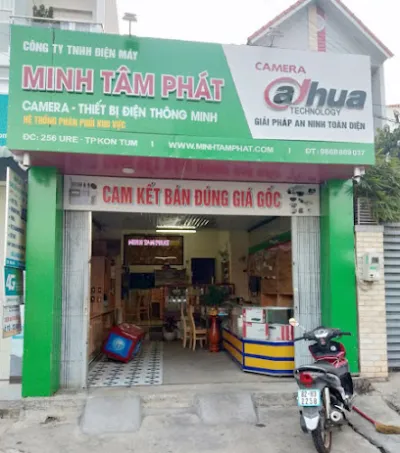 CÔNG TY TNHH ĐIỆN MÁY
MINH TÂM PHÁT
CAMERA - THIẾT BỊ ĐIỆN THÔNG MINH
HỆ THỐNG PHÂN PHỐI KHU VỰC
ĐC: 256 URE - TP.KON TUM
WWW.MINHTAMPHAT.COM
CAMERA
alhua
TECHNOLOGY
GIẢI PHÁP AN NINH TOÀN DIỆN
CAM KẾT BÁN ĐÚNG GIÁ GỐC
MINH TAM PHAT
4G